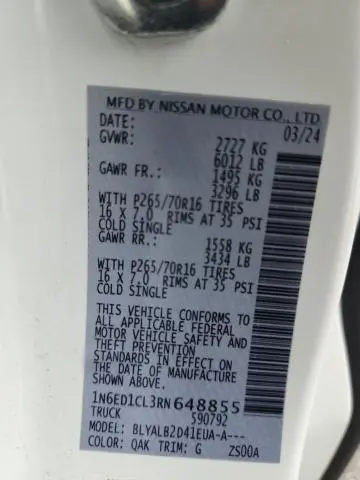 MFD BY NISSAN MOTOR CO., LTD.
DATE: 03/24
GVWR: 2727 KG
6012 LB
GAWR FR.: 1495 KG
3296 LB
WITH P265/70R16 TIRES
16 X 7.0 RIMS AT 35 PSI
COLD SINGLE
GAWR RR.: 1558 KG
3434 LB
WITH P265/70R16 TIRES
16 X 7.0 RIMS AT 35 PSI
COLD SINGLE
THIS VEHICLE CONFORMS TO
ALL APPLICABLE FEDERAL
MOTOR VEHICLE SAFETY AND
THEFT PREVENTION
STANDARDS IN EFFECT ON
THE DATE OF MANUFACTURE
SHOWN ABOVE.
1N6ED1CL3RN648855
TRUCK 590792
MODEL: BLYALB2D41EUA-A---
COLOR: QAK TRIM: G ZS00A